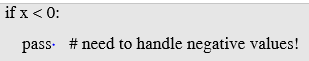 if x < 0:
pass   # need to handle negative values!